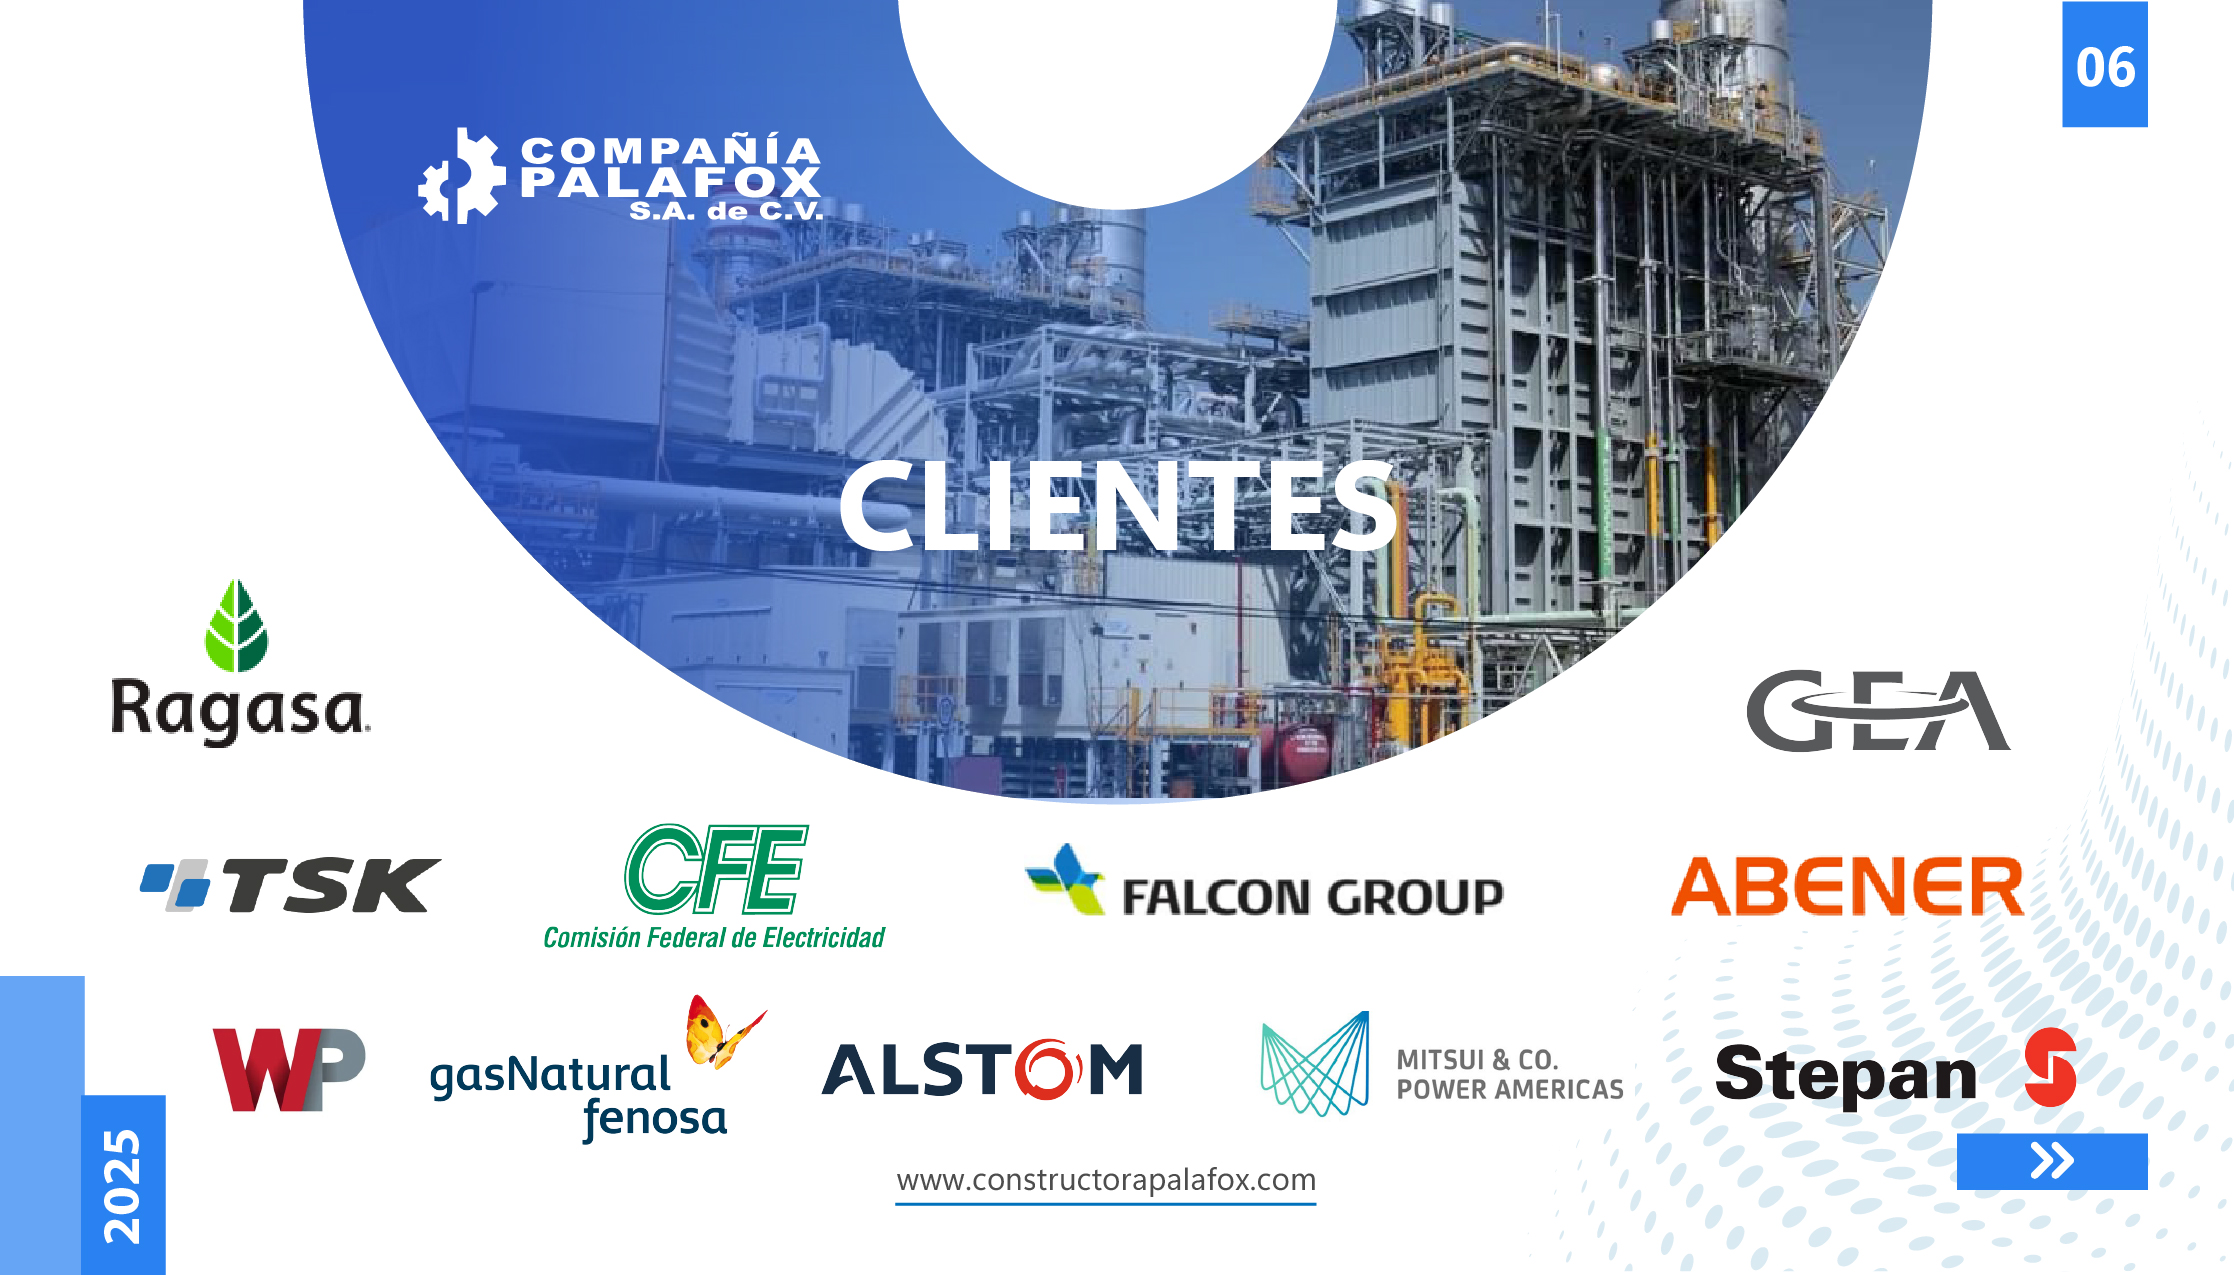 06
COMPAÑÍA
PALAFOX
S.A. de C.V.
CLIENTES
Ragasa
GEA
TSK
CFE
Comisión Federal de Electricidad
FALCON GROUP
ABENER
WP
gasNatural
fenosa
ALSTOM
MITSUI & CO.
POWER AMERICAS
Stepan
2025
www.constructorapalafox.com